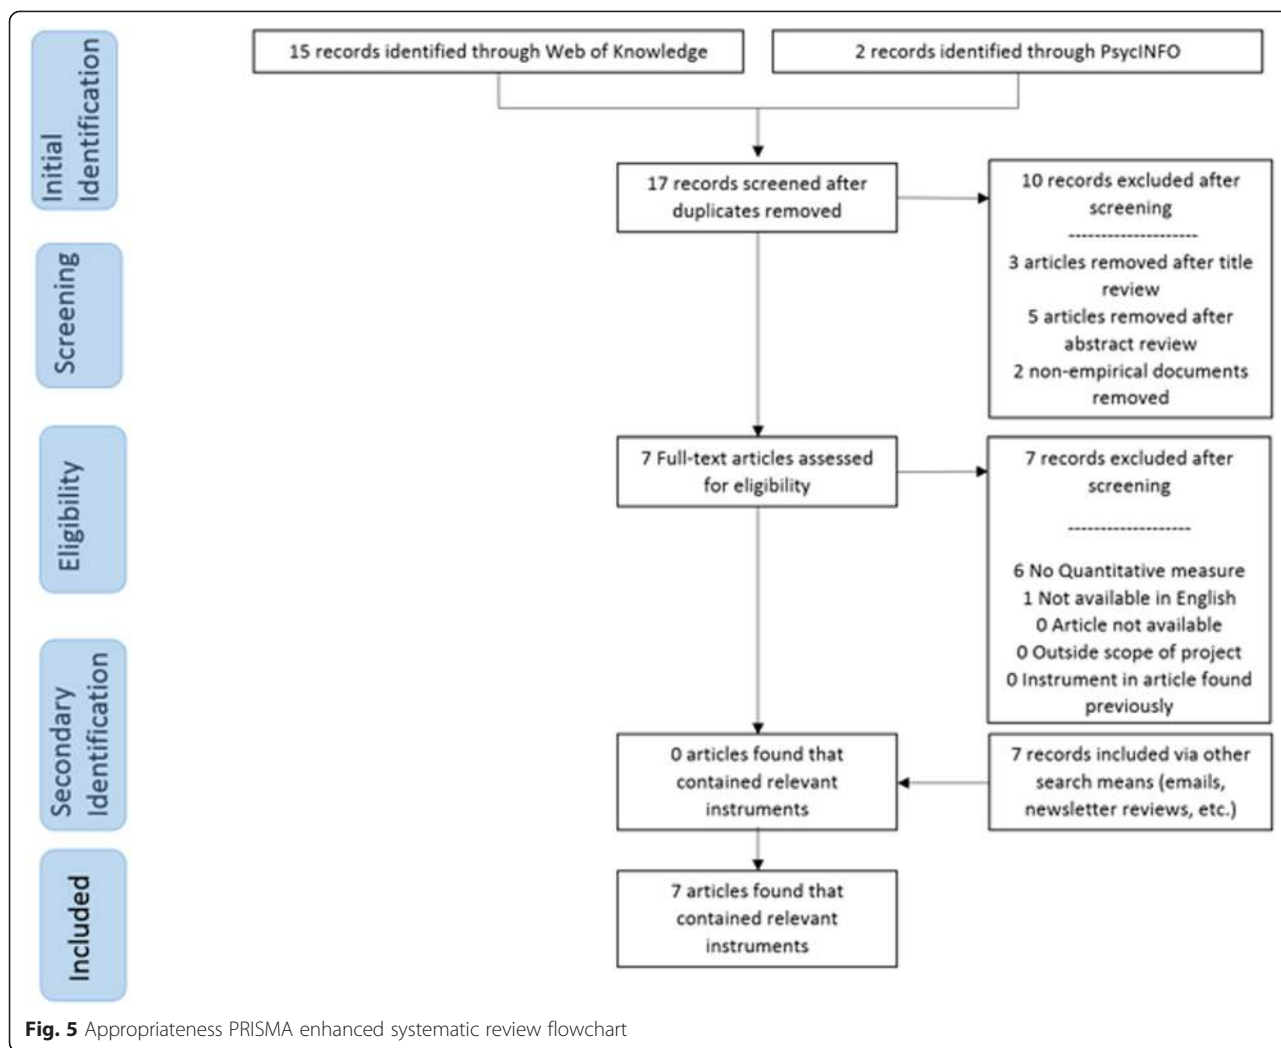 Initial
Identification
15 records identified through Web of Knowledge
2 records identified through PsycINFO
17 records screened after
duplicates removed
10 records excluded after
screening
--------------------
3 articles removed after title
review
5 articles removed after
abstract review
2 non-empirical documents
removed
Screening
Eligibility
7 Full-text articles assessed
for eligibility
7 records excluded after
screening
-------------------
6 No Quantitative measure
1 Not available in English
0 Article not available
0 Outside scope of project
0 Instrument in article found
previously
Secondary
Identification
0 articles found that
contained relevant
instruments
7 records included via other
search means (emails,
newsletter reviews, etc.)
Included
7 articles found that
contained relevant
instruments
Fig. 5 Appropriateness PRISMA enhanced systematic review flowchart